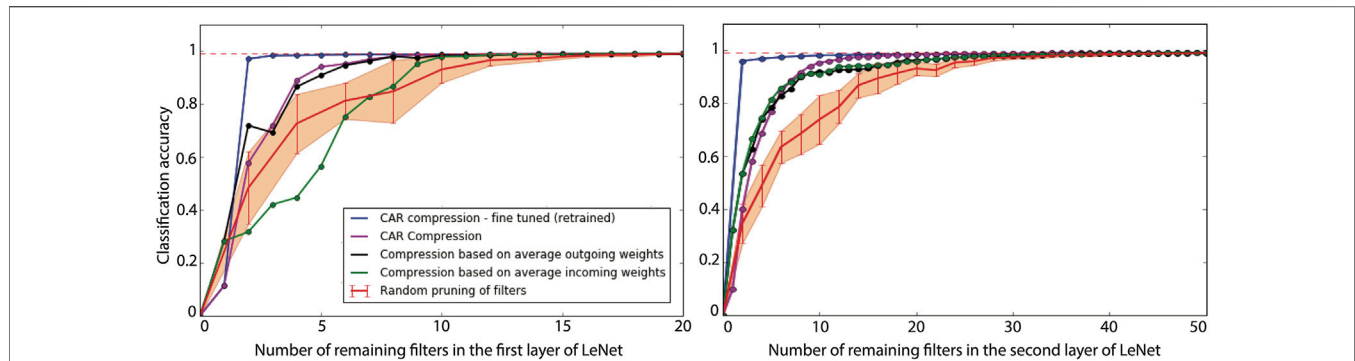 Classification accuracy
1
0.8
0.6
0.4
0.2
0
0
5
10
15
20
CAR compression - fine tuned (retrained)
CAR Compression
Compression based on average outgoing weights
Compression based on average incoming weights
Random pruning of filters
Number of remaining filters in the first layer of LeNet
1
0.8
0.6
0.4
0.2
0
0
10
20
30
40
50
Number of remaining filters in the second layer of LeNet